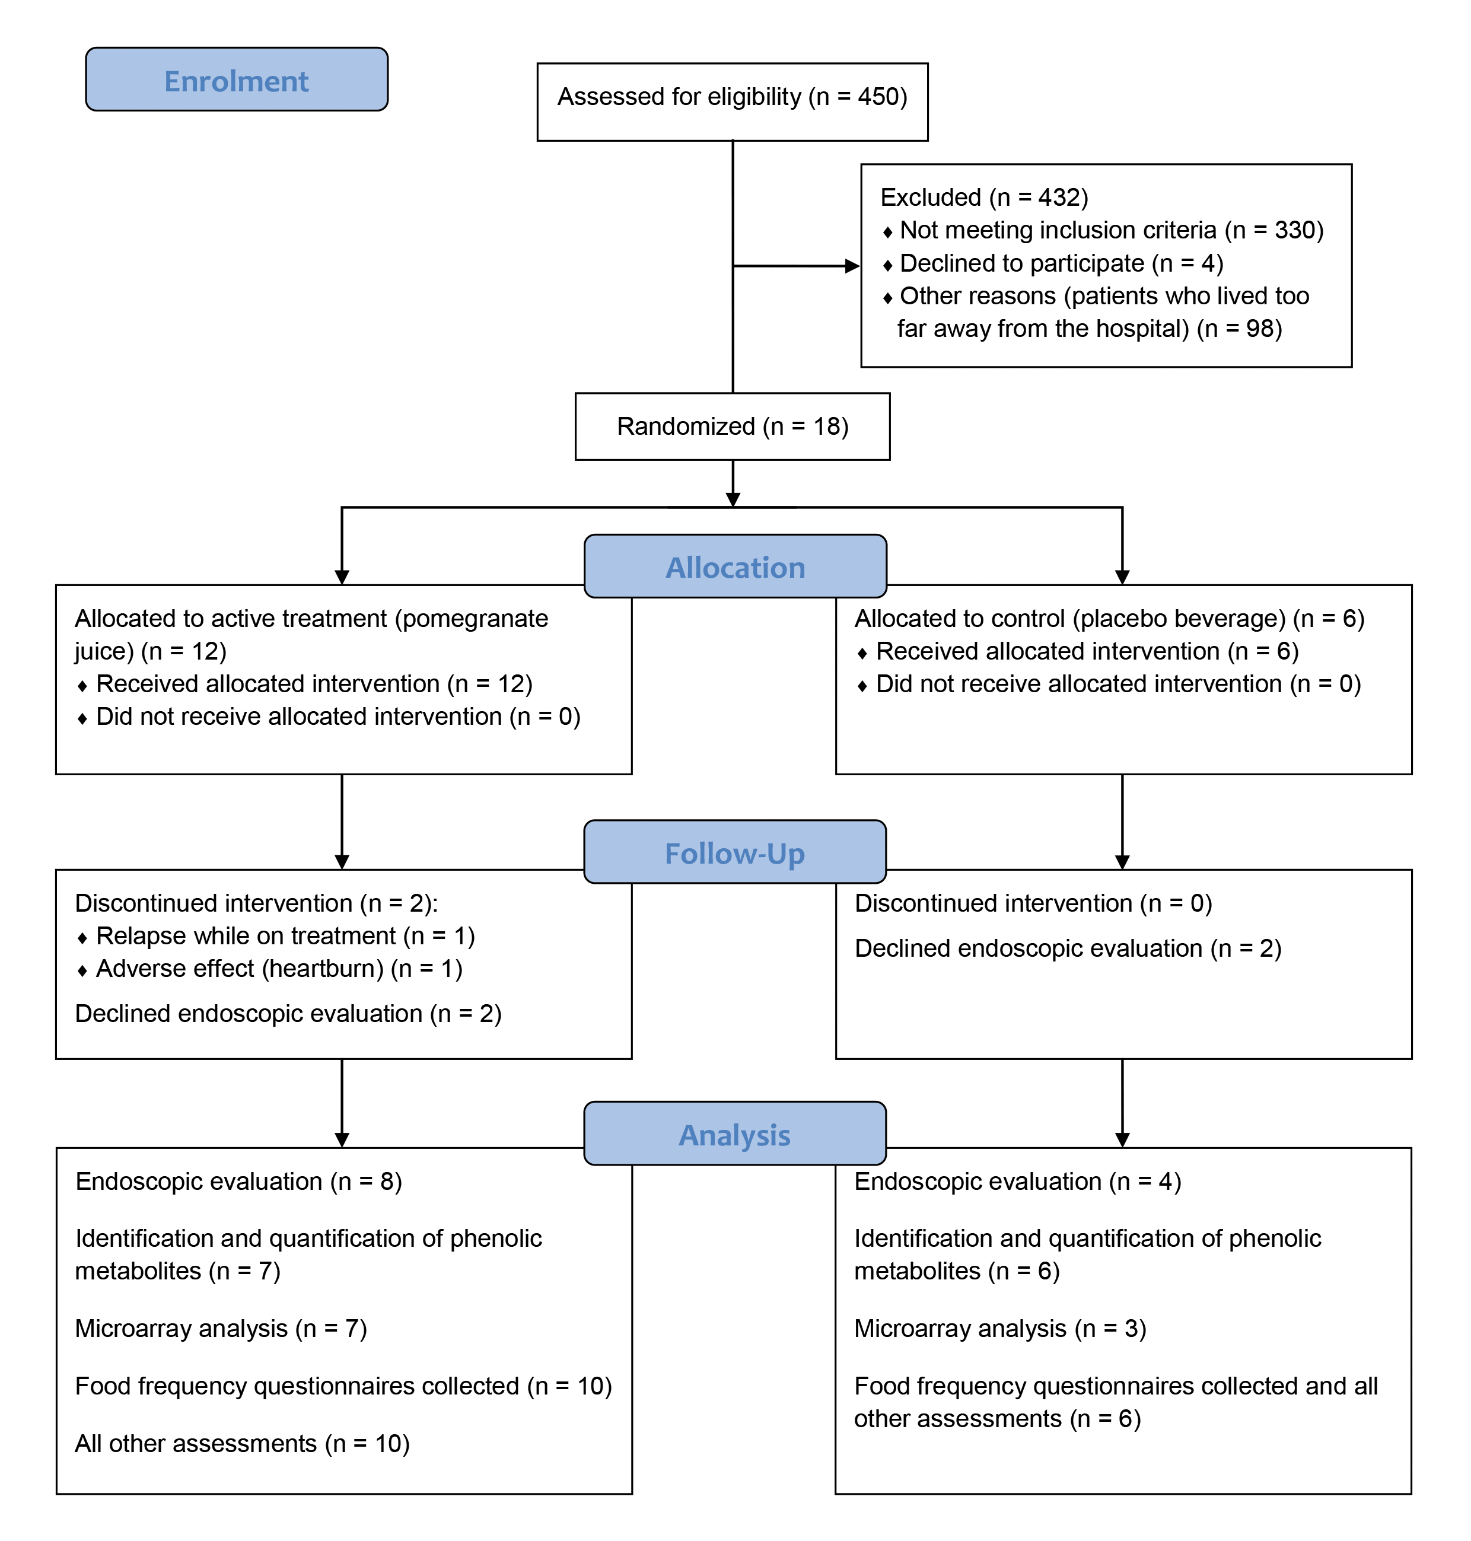 Enrolment
Assessed for eligibility (n = 450)
Excluded (n = 432)
♦ Not meeting inclusion criteria (n = 330)
♦ Declined to participate (n = 4)
♦ Other reasons (patients who lived too
far away from the hospital) (n = 98)
Randomized (n = 18)
Allocation
Allocated to active treatment (pomegranate
juice) (n = 12)
♦ Received allocated intervention (n = 12)
♦ Did not receive allocated intervention (n = 0)
Allocated to control (placebo beverage) (n = 6)
♦ Received allocated intervention (n = 6)
♦ Did not receive allocated intervention (n = 0)
Follow-Up
Discontinued intervention (n = 2):
♦ Relapse while on treatment (n = 1)
♦ Adverse effect (heartburn) (n = 1)
Declined endoscopic evaluation (n = 2)
Discontinued intervention (n = 0)
Declined endoscopic evaluation (n = 2)
Analysis
Endoscopic evaluation (n = 8)
Identification and quantification of phenolic
metabolites (n = 7)
Microarray analysis (n = 7)
Food frequency questionnaires collected (n = 10)
All other assessments (n = 10)
Endoscopic evaluation (n = 4)
Identification and quantification of phenolic
metabolites (n = 6)
Microarray analysis (n = 3)
Food frequency questionnaires collected and all
other assessments (n = 6)